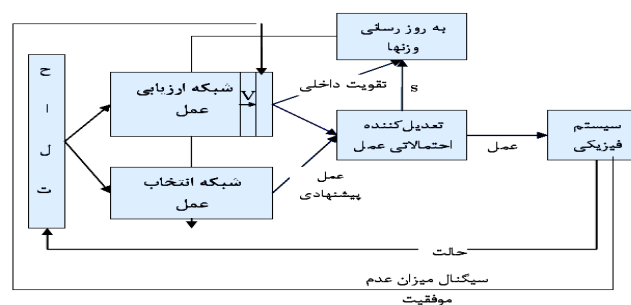 به روز رسانی
وزنها
ح
ا
ل
ت
شبکه ارزیابی
عمل
V
تقویت داخلی
s
تعدیل‌کننده
احتمالاتی عمل
عمل
سیستم
فیزیکی
شبکه انتخاب
عمل
عمل
پیشنهادی
حالت
سیگنال میزان عدم
موفقیت